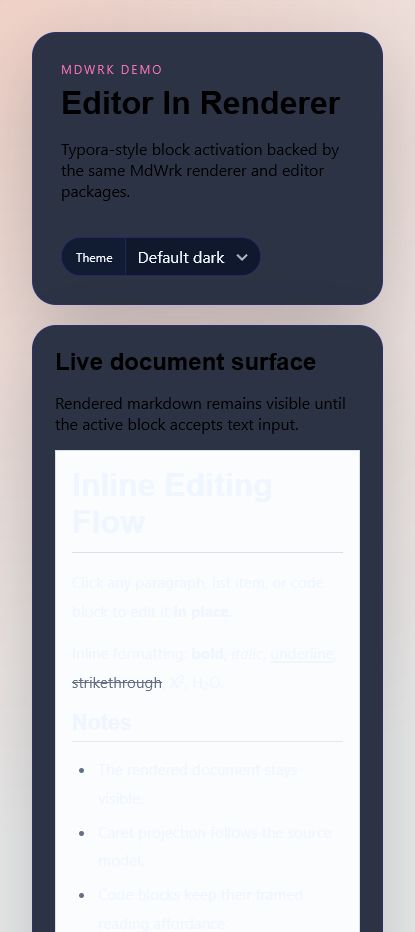 MDWRK DEMO
Editor In Renderer
Typora-style block activation backed by
the same MdWrk renderer and editor
packages.
Theme
Default dark
Live document surface
Rendered markdown remains visible until
the active block accepts text input.
Inline Editing
Flow
Click any paragraph, list item, or code
block to edit it in place.
Inline formatting: bold, italic, underline,
strikethrough, X², H₂O.
Notes
• The rendered document stays
visible.
• Caret projection follows the source
model.
• Code blocks keep their framed
reading affordance.